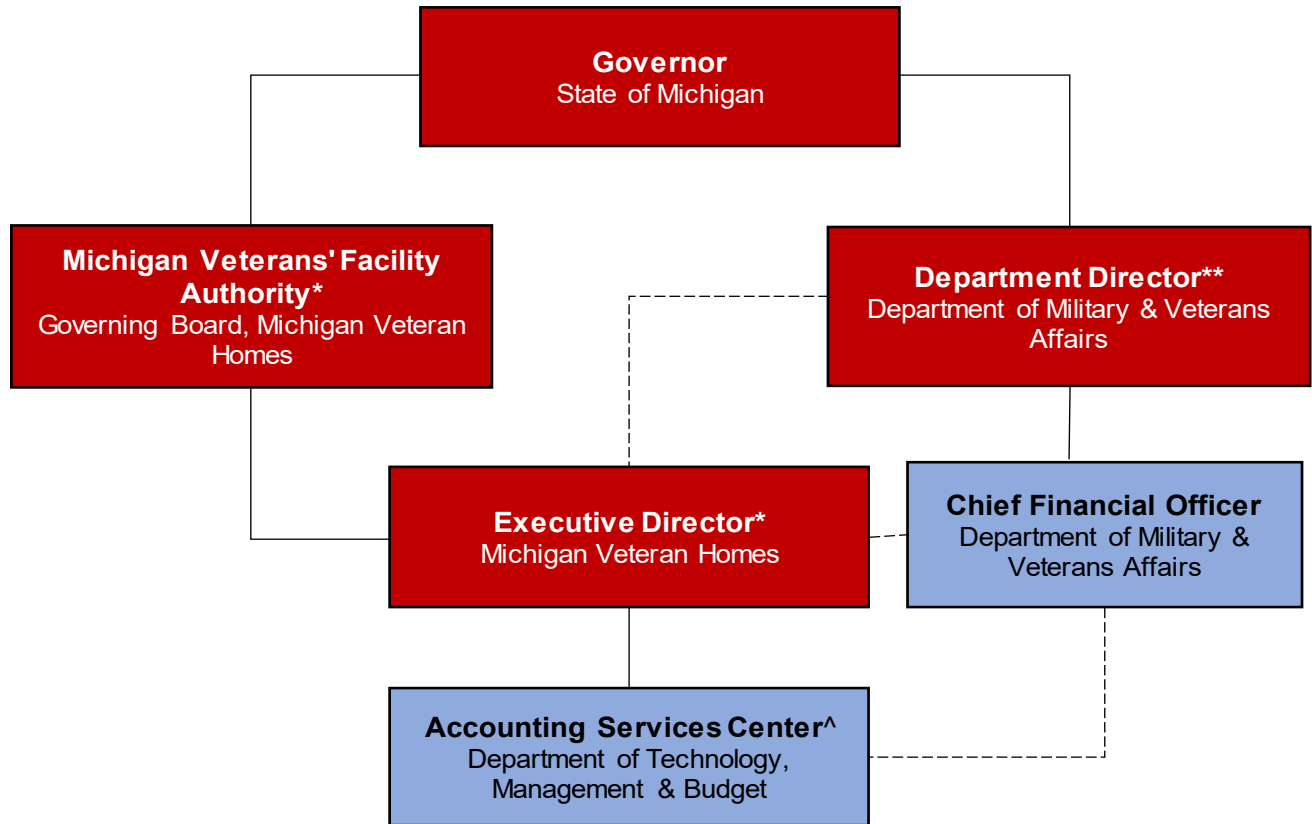 Governor
State of Michigan
Michigan Veterans' Facility
Authority*
Governing Board, Michigan Veteran
Homes
Department Director**
Department of Military & Veterans
Affairs
Executive Director*
Michigan Veteran Homes
Chief Financial Officer
Department of Military &
Veterans Affairs
Accounting Services Center^
Department of Technology,
Management & Budget